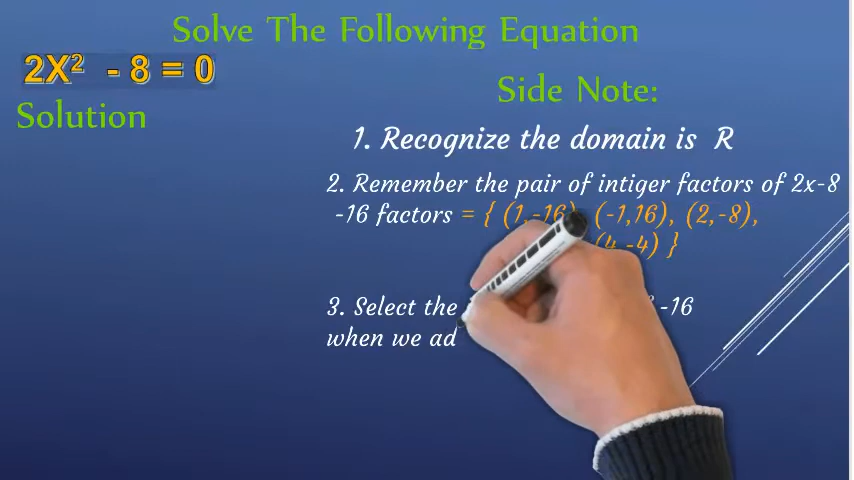 Solve The Following Equation
2X² - 8 = 0
Solution
Side Note:
1. Recognize the domain is R
2. Remember the pair of intiger factors of 2x-8
-16 factors = { (1,-16), (-1,16), (2,-8),
(4,-4) }
3. Select the -16
when we ad